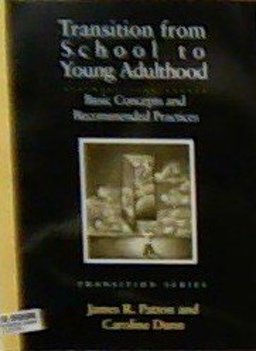 Transition from
School to
Young Adulthood
Basic Concepts and
Recommended Practices
TRANSITION SERIES
James R. Patton and
Caroline Dunn